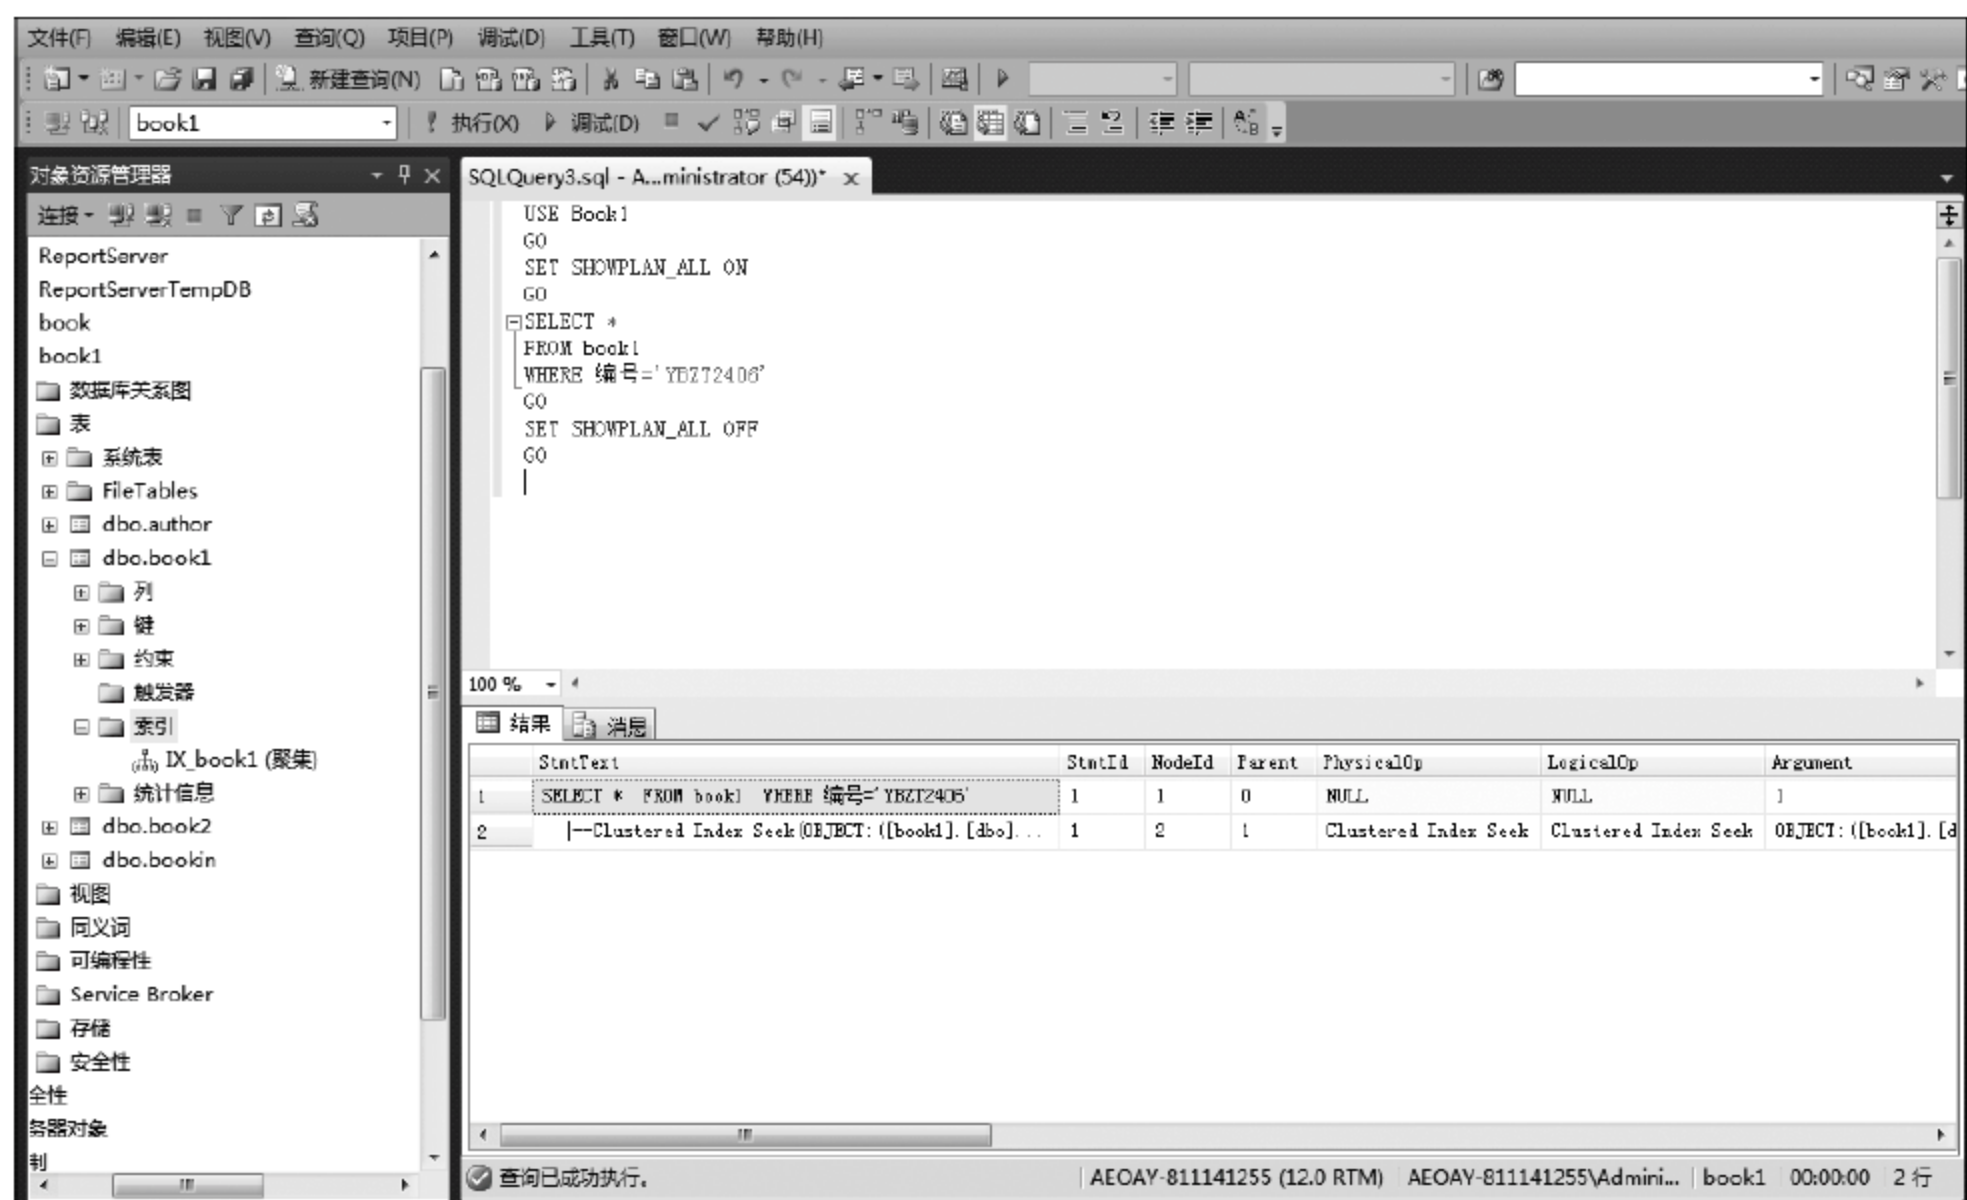 文件(F) 编辑(E) 视图(V) 查询(Q) 项目(P) 调试(D) 工具(T) 窗口(W) 帮助(H)
新建查询(N)
book1 执行(X) 调试(D)
对象资源管理器
连接
ReportServer
ReportServerTempDB
book
book1
数据库关系图
表
系统表
FileTables
dbo.author
dbo.book1
列
键
约束
触发器
索引
IX_book1 (聚集)
统计信息
dbo.book2
dbo.bookin
视图
同义词
可编程性
Service Broker
存储
安全性
全性
务器对象
制
SQLQuery3.sql - A...ministrator (54))*
USE Book1
GO
SET SHOWPLAN_ALL ON
GO
SELECT *
FROM book1
WHERE 编号='YBZT2406'
GO
SET SHOWPLAN_ALL OFF
GO
100 %
结果 消息
StmtText StmtId NodeId Parent PhysicalOp LogicalOp Argument
1 SELECT * FROM book1 WHERE 编号='YBZT2406' 1 1 0 NULL NULL 1
2 |--Clustered Index Seek(OBJECT:([book1].[dbo]... 1 2 1 Clustered Index Seek Clustered Index Seek OBJECT:([book1].[d
查询已成功执行。 AEOAY-811141255 (12.0 RTM) AEOAY-811141255\Admini... book1 00:00:00 2 行